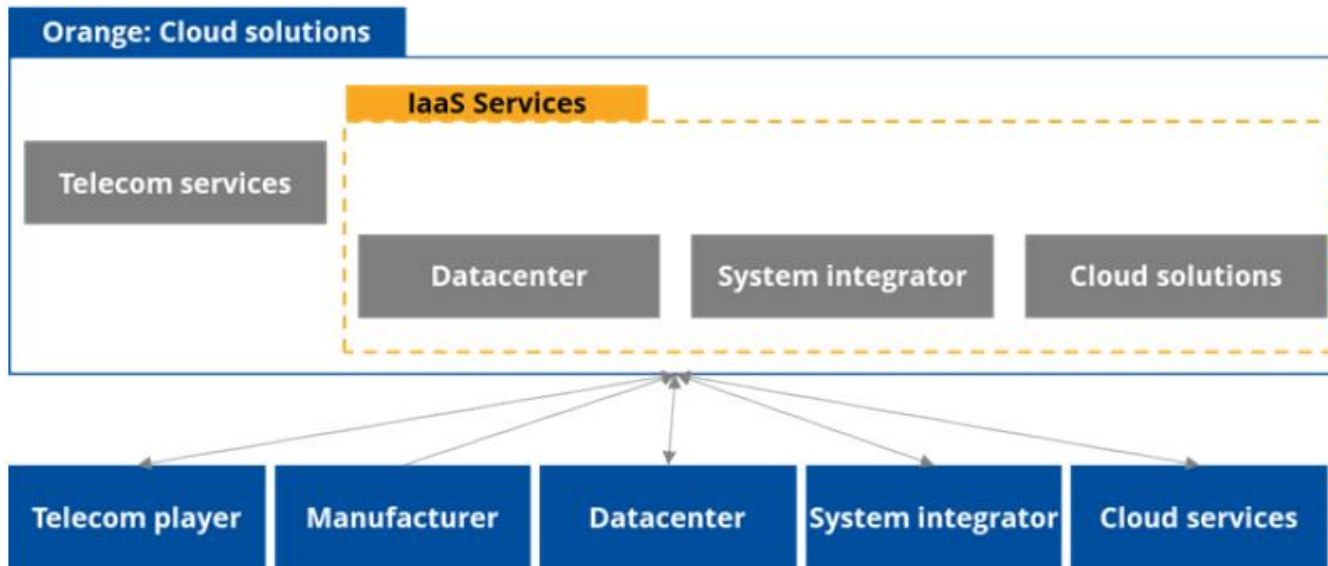 Orange: Cloud solutions
IaaS Services
Telecom services
Datacenter
System integrator
Cloud solutions
Telecom player
Manufacturer
Datacenter
System integrator
Cloud services